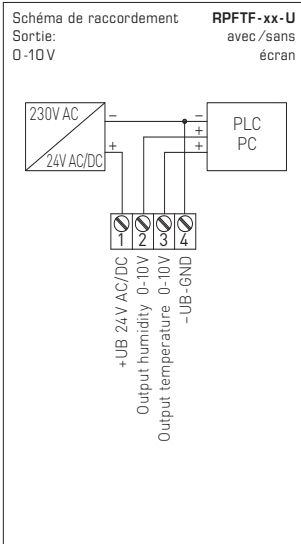 Schéma de raccordement RPFTF-xx-U
Sortie: avec/sans
0-10V écran
230V AC
24V AC/DC
–
+
–
+
+
PLC
PC
1 2 3 4
+UB 24V AC/DC
Output humidity 0-10V
Output temperature 0-10V
–UB-GND